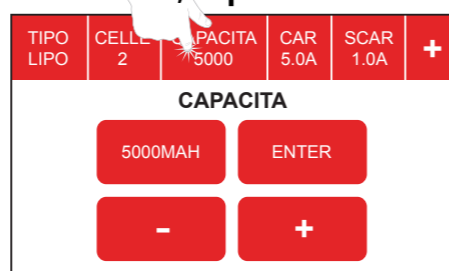 TIPO CELLE CAPACITA CAR SCAR +
LIPO 2 5000 5.0A 1.0A
CAPACITA
5000MAH ENTER
- +